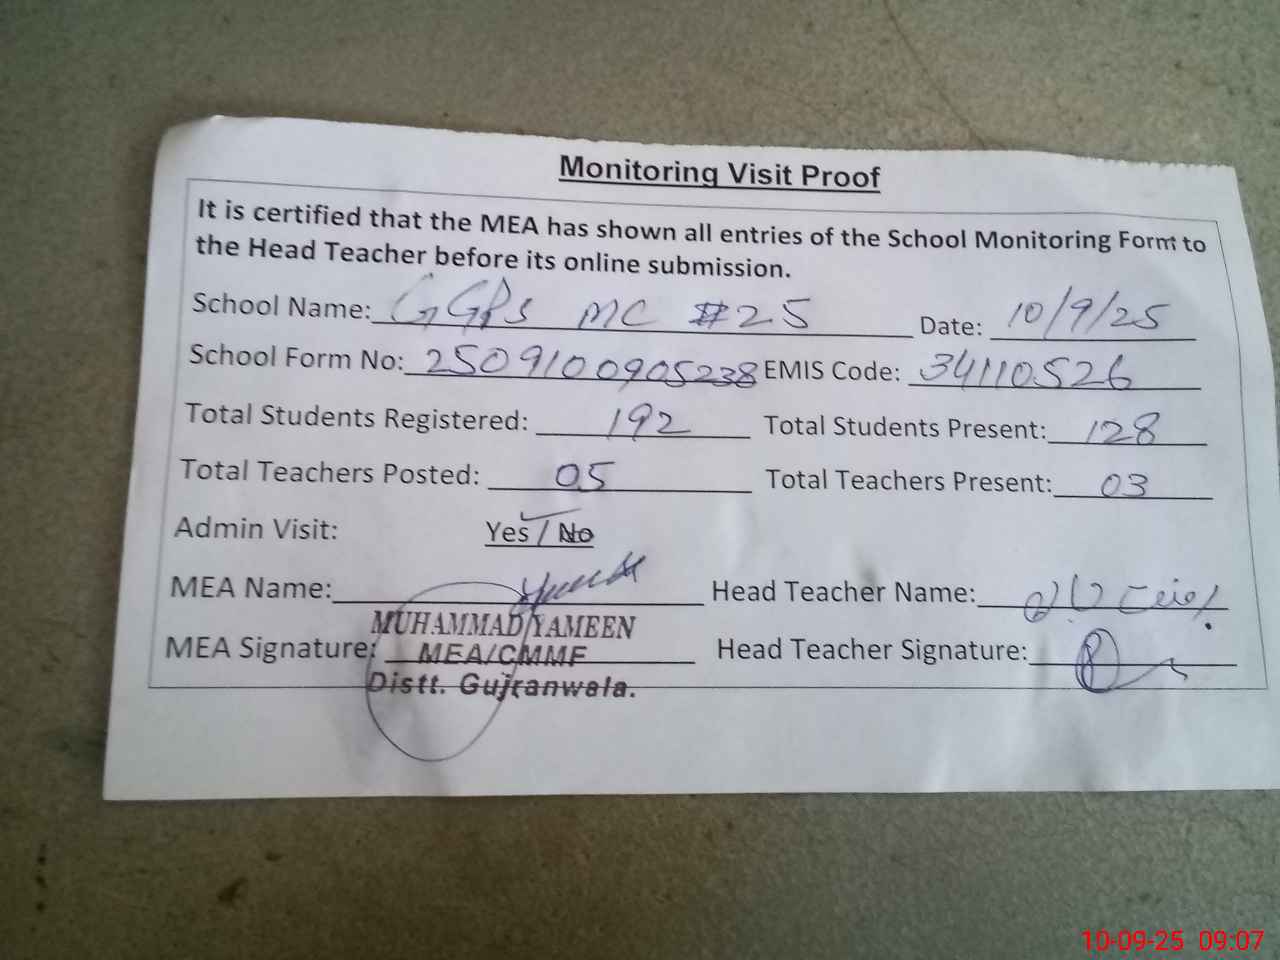 Monitoring Visit Proof
It is certified that the MEA has shown all entries of the School Monitoring Form to
the Head Teacher before its online submission.
School Name: GGPS MC #25 Date: 10/9/25
School Form No: 2509100905238 EMIS Code: 34110526
Total Students Registered: 192 Total Students Present: 128
Total Teachers Posted: 05 Total Teachers Present: 03
Admin Visit: Yes / No
MEA Name: Head Teacher Name:
MUHAMMAD YAMEEN
MEA Signature: MEA/CMMF Head Teacher Signature:
Distt. Gujranwala.
10-09-25 09:07